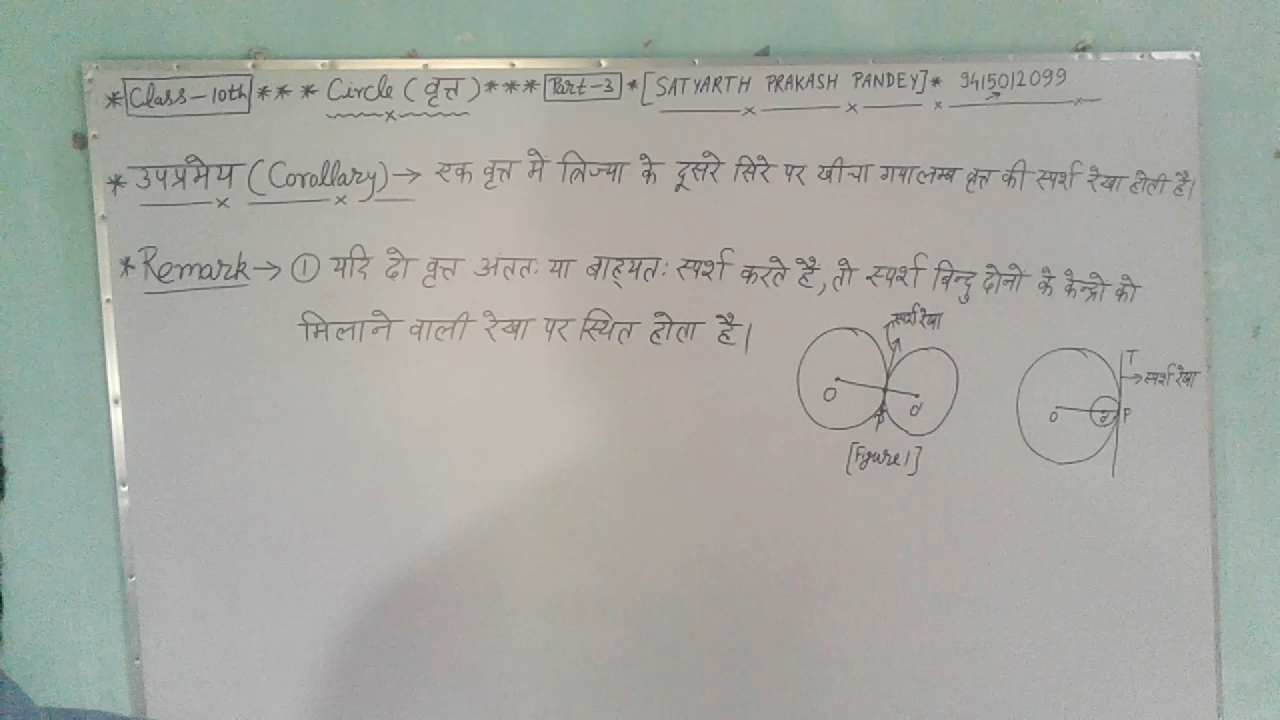 *Class-10th*** Circle (वृत्त)***Part-3*[SATYARTH PRAKASH PANDEY]* 9415012099
*उपप्रमेय (Corollary)→ एक वृत्त में त्रिज्या के दूसरे सिरे पर खीचा गया लम्ब वृत्त की स्पर्श रेखा होती है।
*Remark→ ① यदि दो वृत्त अंततः या बाह्यतः स्पर्श करते है, तो स्पर्श बिन्दु दोनो के केन्द्रो को
मिलाने वाली रेखा पर स्थित होता है।
स्पर्श रेखा
T
→स्पर्श रेखा
O
O'
P
O
O'
P
[Figure 1]